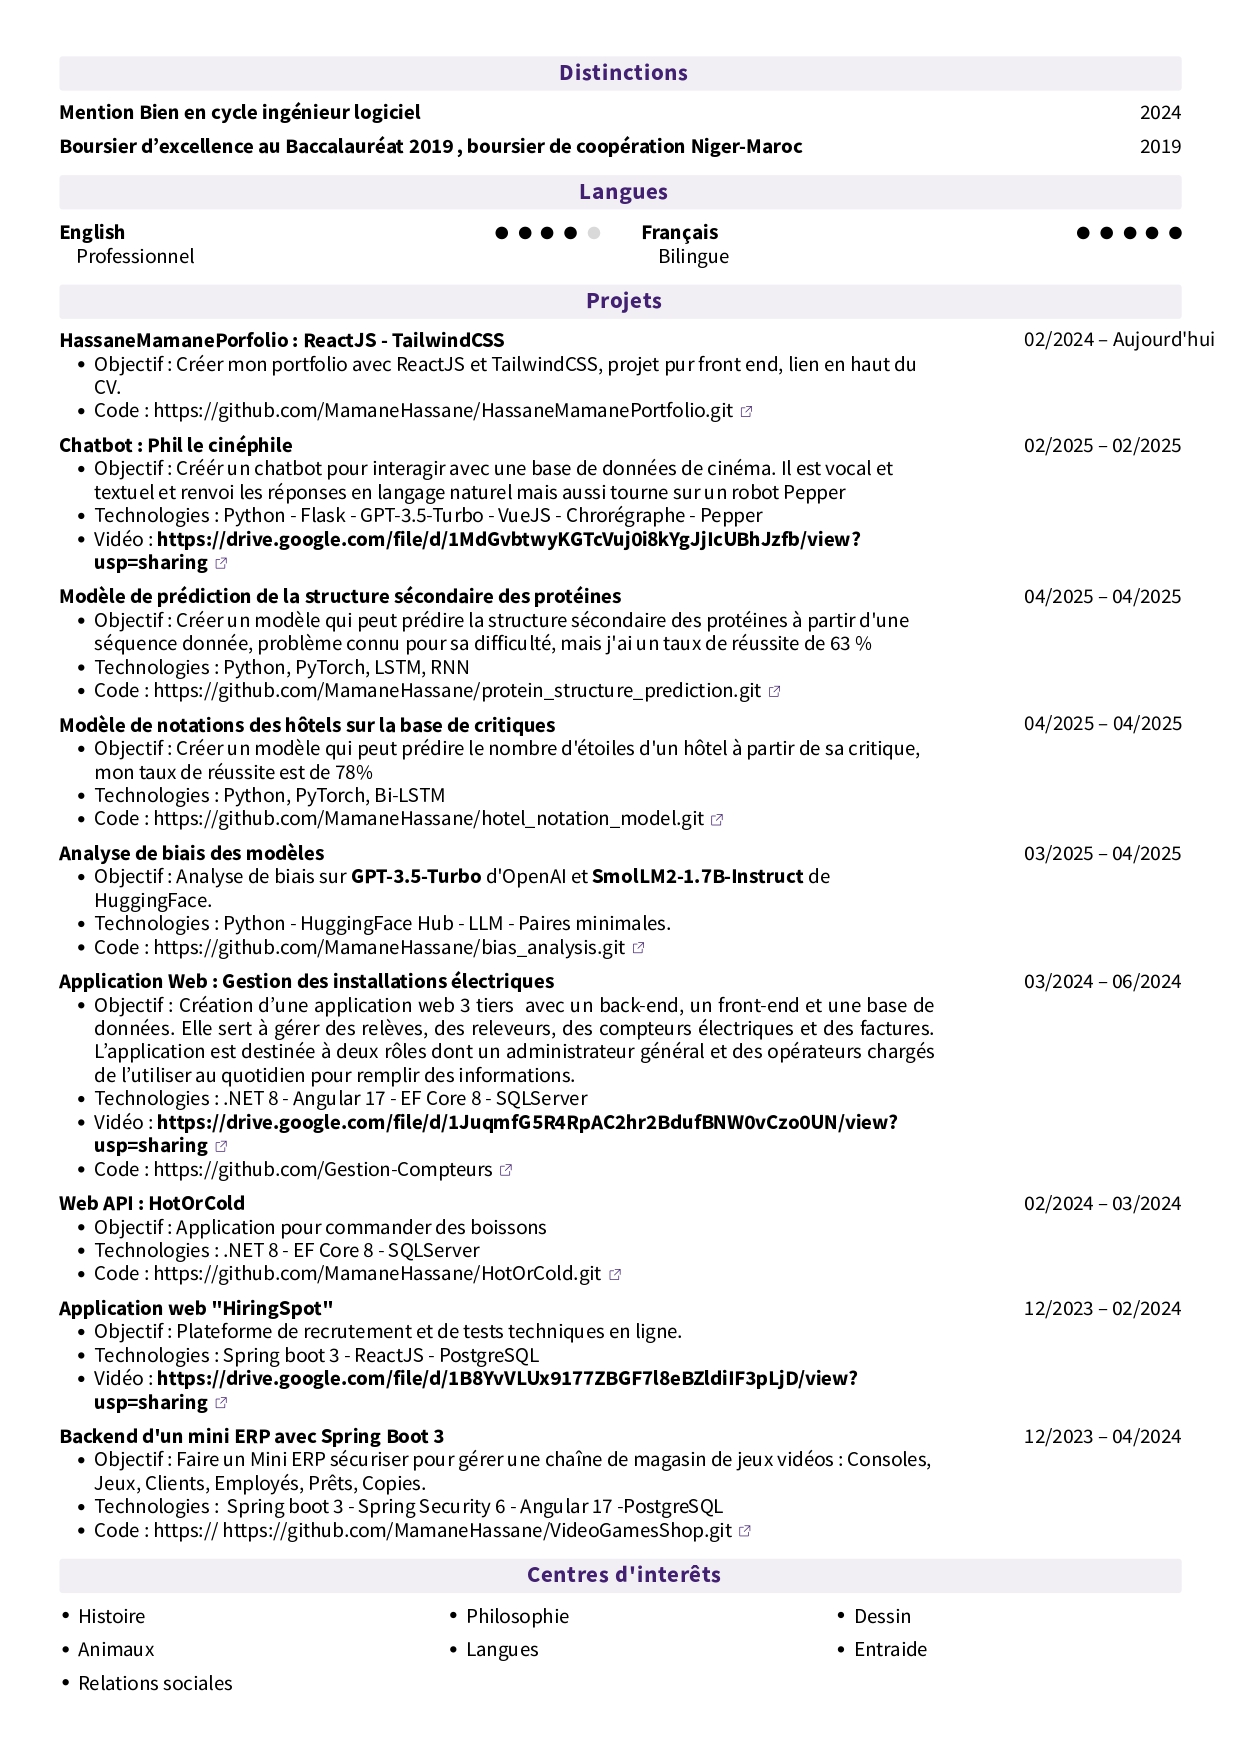 Distinctions
Mention Bien en cycle ingénieur logiciel 2024
Boursier d’excellence au Baccalauréat 2019 , boursier de coopération Niger-Maroc 2019
Langues
English Français
Professionnel Bilingue
Projets
HassaneMamanePorfolio : ReactJS - TailwindCSS 02/2024 – Aujourd'hui
• Objectif : Créer mon portfolio avec ReactJS et TailwindCSS, projet pur front end, lien en haut du
CV.
• Code : https://github.com/MamaneHassane/HassaneMamanePortfolio.git
Chatbot : Phil le cinéphile 02/2025 – 02/2025
• Objectif : Créér un chatbot pour interagir avec une base de données de cinéma. Il est vocal et
textuel et renvoi les réponses en langage naturel mais aussi tourne sur un robot Pepper
• Technologies : Python - Flask - GPT-3.5-Turbo - VueJS - Chrorégraphe - Pepper
• Vidéo : https://drive.google.com/file/d/1MdGvbtwyKGTcVuj0i8kYgJjIcUBhJzfb/view?
usp=sharing
Modèle de prédiction de la structure sécondaire des protéines 04/2025 – 04/2025
• Objectif : Créer un modèle qui peut prédire la structure sécondaire des protéines à partir d'une
séquence donnée, problème connu pour sa difficulté, mais j'ai un taux de réussite de 63 %
• Technologies : Python, PyTorch, LSTM, RNN
• Code : https://github.com/MamaneHassane/protein_structure_prediction.git
Modèle de notations des hôtels sur la base de critiques 04/2025 – 04/2025
• Objectif : Créer un modèle qui peut prédire le nombre d'étoiles d'un hôtel à partir de sa critique,
mon taux de réussite est de 78%
• Technologies : Python, PyTorch, Bi-LSTM
• Code : https://github.com/MamaneHassane/hotel_notation_model.git
Analyse de biais des modèles 03/2025 – 04/2025
• Objectif : Analyse de biais sur GPT-3.5-Turbo d'OpenAI et SmolLM2-1.7B-Instruct de
HuggingFace.
• Technologies : Python - HuggingFace Hub - LLM - Paires minimales.
• Code : https://github.com/MamaneHassane/bias_analysis.git
Application Web : Gestion des installations électriques 03/2024 – 06/2024
• Objectif : Création d’une application web 3 tiers avec un back-end, un front-end et une base de
données. Elle sert à gérer des relèves, des releveurs, des compteurs électriques et des factures.
L’application est destinée à deux rôles dont un administrateur général et des opérateurs chargés
de l’utiliser au quotidien pour remplir des informations.
• Technologies : .NET 8 - Angular 17 - EF Core 8 - SQLServer
• Vidéo : https://drive.google.com/file/d/1JuqmfG5R4RpAC2hr2BdufBNW0vCzo0UN/view?
usp=sharing
• Code : https://github.com/Gestion-Compteurs
Web API : HotOrCold 02/2024 – 03/2024
• Objectif : Application pour commander des boissons
• Technologies : .NET 8 - EF Core 8 - SQLServer
• Code : https://github.com/MamaneHassane/HotOrCold.git
Application web "HiringSpot" 12/2023 – 02/2024
• Objectif : Plateforme de recrutement et de tests techniques en ligne.
• Technologies : Spring boot 3 - ReactJS - PostgreSQL
• Vidéo : https://drive.google.com/file/d/1B8YvVLUx9177ZBGF7l8eBZldiIF3pLjD/view?
usp=sharing
Backend d'un mini ERP avec Spring Boot 3 12/2023 – 04/2024
• Objectif : Faire un Mini ERP sécuriser pour gérer une chaîne de magasin de jeux vidéos : Consoles,
Jeux, Clients, Employés, Prêts, Copies.
• Technologies : Spring boot 3 - Spring Security 6 - Angular 17 -PostgreSQL
• Code : https:// https://github.com/MamaneHassane/VideoGamesShop.git
Centres d'interêts
• Histoire • Philosophie • Dessin
• Animaux • Langues • Entraide
• Relations sociales